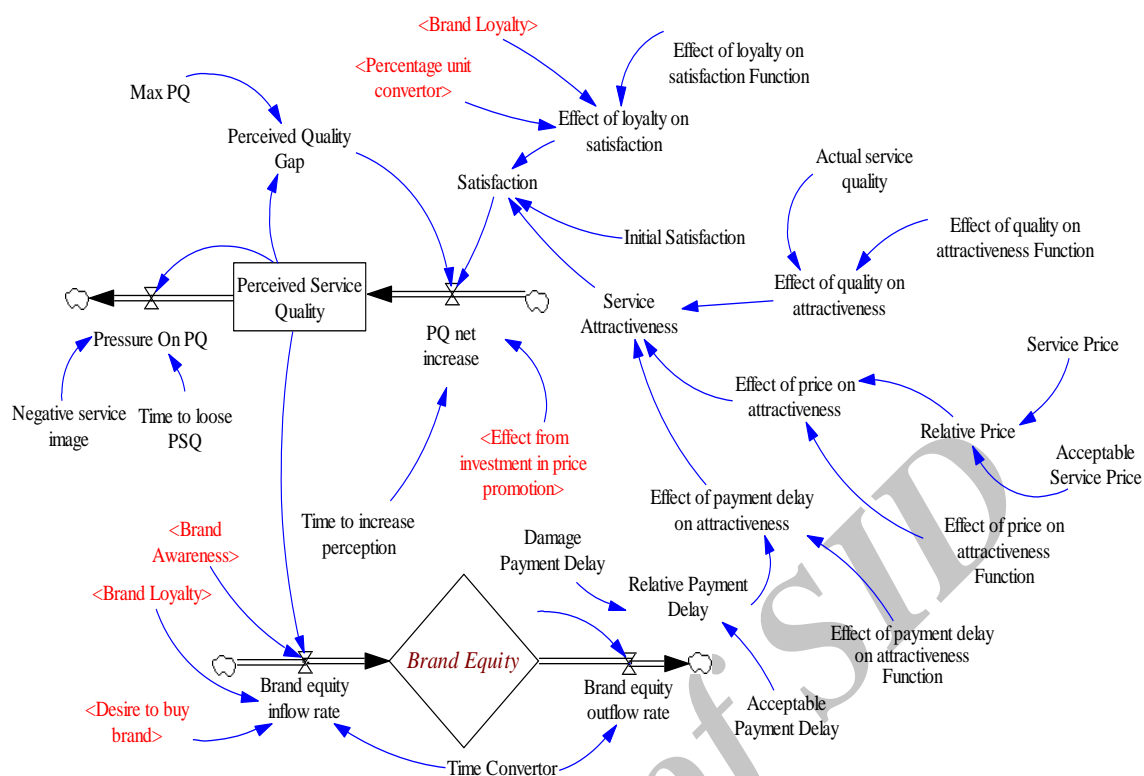 <Brand Loyalty>
Effect of loyalty on
satisfaction Function
<Percentage unit
convertor>
Max PQ
Effect of loyalty on
satisfaction
Perceived Quality
Gap
Actual service
quality
Satisfaction
Effect of quality on
attractiveness Function
Initial Satisfaction
Perceived Service
Quality
Effect of quality on
attractiveness
Service
Attractiveness
Pressure On PQ
PQ net
increase
Service Price
Effect of price on
attractiveness
Negative service
image
Time to loose
PSQ
Relative Price
<Effect from
investment in price
promotion>
Acceptable
Service Price
Effect of payment delay
on attractiveness
Effect of price on
attractiveness
Function
Time to increase
perception
<Brand
Awareness>
Damage
Payment Delay
Relative Payment
Delay
<Brand Loyalty>
Effect of payment delay
on attractiveness
Function
Brand Equity
Brand equity
inflow rate
Brand equity
outflow rate
<Desire to buy
brand>
Acceptable
Payment Delay
Time Convertor
of SID